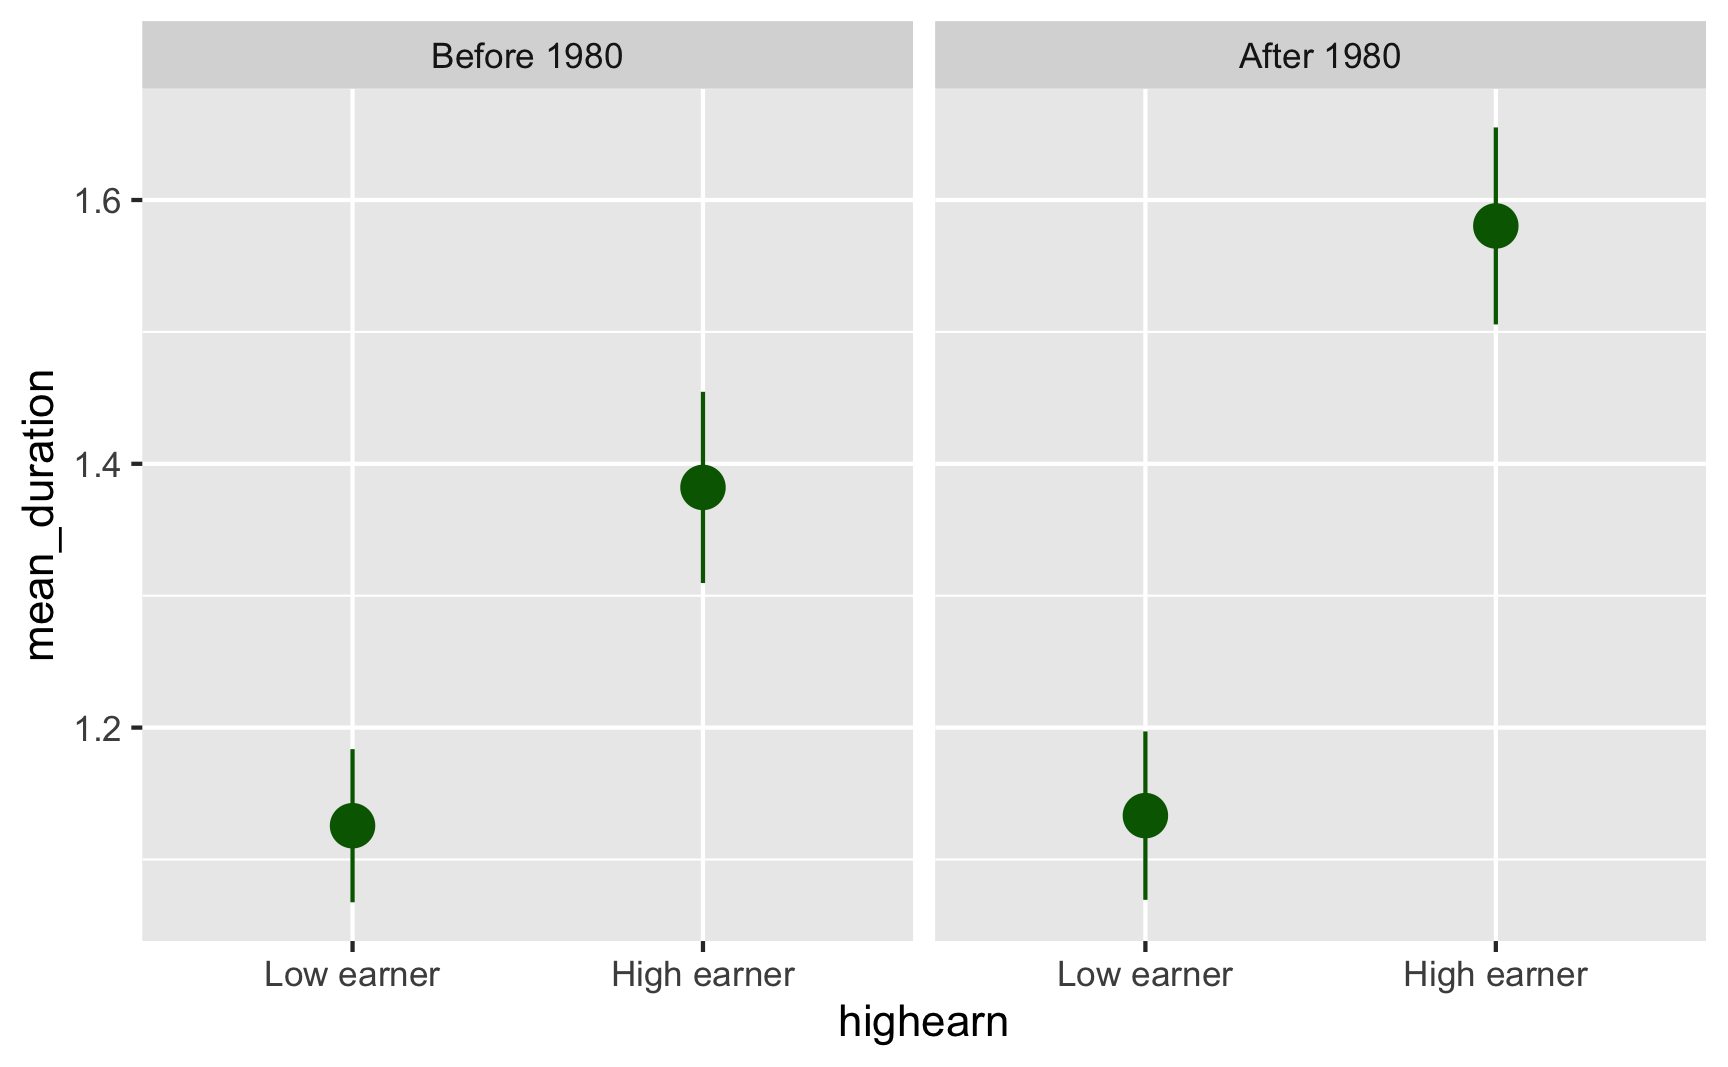 Before 1980
After 1980
1.6
1.4
1.2
mean_duration
Low earner
High earner
Low earner
High earner
highearn